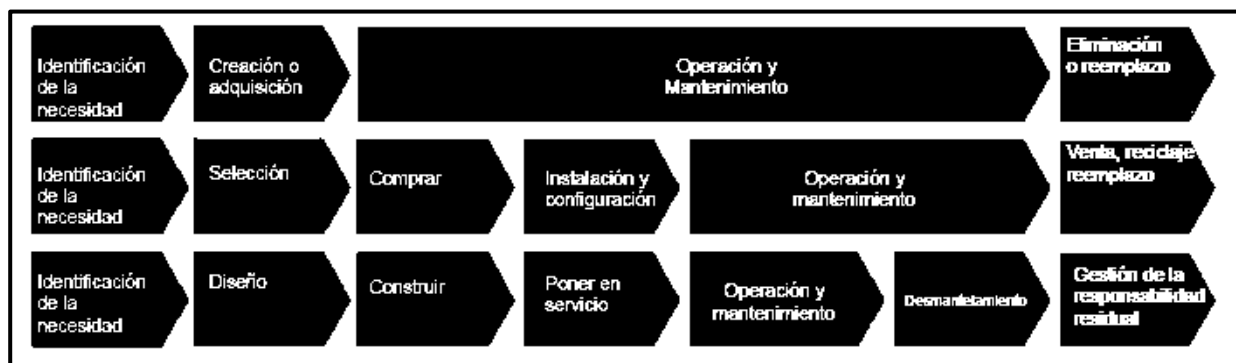 Identificación
de la
necesidad
Creación o
adquisición
Operación y
Mantenimiento
Eliminación
o reemplazo
Identificación
de la
necesidad
Selección
Comprar
Instalación y
configuración
Operación y
mantenimiento
Venta, reciclaje
reemplazo
Identificación
de la
necesidad
Diseño
Construir
Poner en
servicio
Operación y
mantenimiento
Desmantetamiento
Gestión de la
responsabilidad
residual